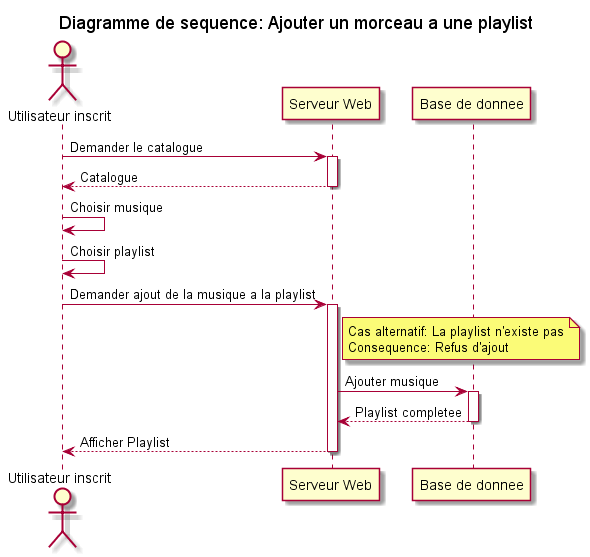 Diagramme de sequence: Ajouter un morceau a une playlist
Utilisateur inscrit
Serveur Web
Base de donnee
Demander le catalogue
Catalogue
Choisir musique
Choisir playlist
Demander ajout de la musique a la playlist
Cas alternatif: La playlist n'existe pas
Consequence: Refus d'ajout
Ajouter musique
Playlist completee
Afficher Playlist
Utilisateur inscrit
Serveur Web
Base de donnee